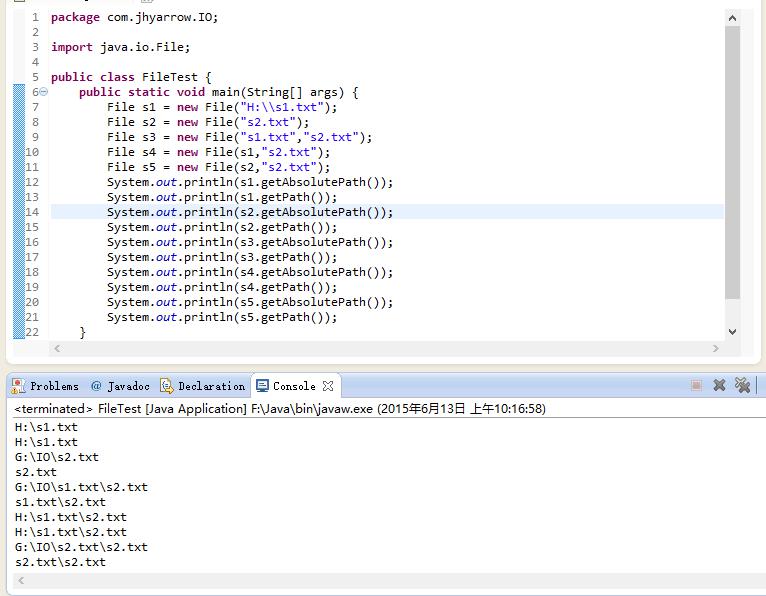 1 package com.jhyarrow.IO;
2
3 import java.io.File;
4
5 public class FileTest {
6 public static void main(String[] args) {
7 File s1 = new File("H:\\s1.txt");
8 File s2 = new File("s2.txt");
9 File s3 = new File("s1.txt","s2.txt");
10 File s4 = new File(s1,"s2.txt");
11 File s5 = new File(s2,"s2.txt");
12 System.out.println(s1.getAbsolutePath());
13 System.out.println(s1.getPath());
14 System.out.println(s2.getAbsolutePath());
15 System.out.println(s2.getPath());
16 System.out.println(s3.getAbsolutePath());
17 System.out.println(s3.getPath());
18 System.out.println(s4.getAbsolutePath());
19 System.out.println(s4.getPath());
20 System.out.println(s5.getAbsolutePath());
21 System.out.println(s5.getPath());
22 }
Problems @ Javadoc Declaration Console
<terminated> FileTest [Java Application] F:\Java\bin\javaw.exe (2015年6月13日 上午10:16:58)
H:\s1.txt
H:\s1.txt
G:\IO\s2.txt
s2.txt
G:\IO\s1.txt\s2.txt
s1.txt\s2.txt
H:\s1.txt\s2.txt
H:\s1.txt\s2.txt
G:\IO\s2.txt\s2.txt
s2.txt\s2.txt